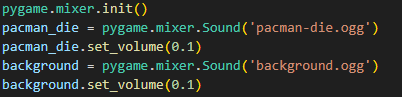 pygame.mixer.init()
pacman_die = pygame.mixer.Sound('pacman-die.ogg')
pacman_die.set_volume(0.1)
background = pygame.mixer.Sound('background.ogg')
background.set_volume(0.1)